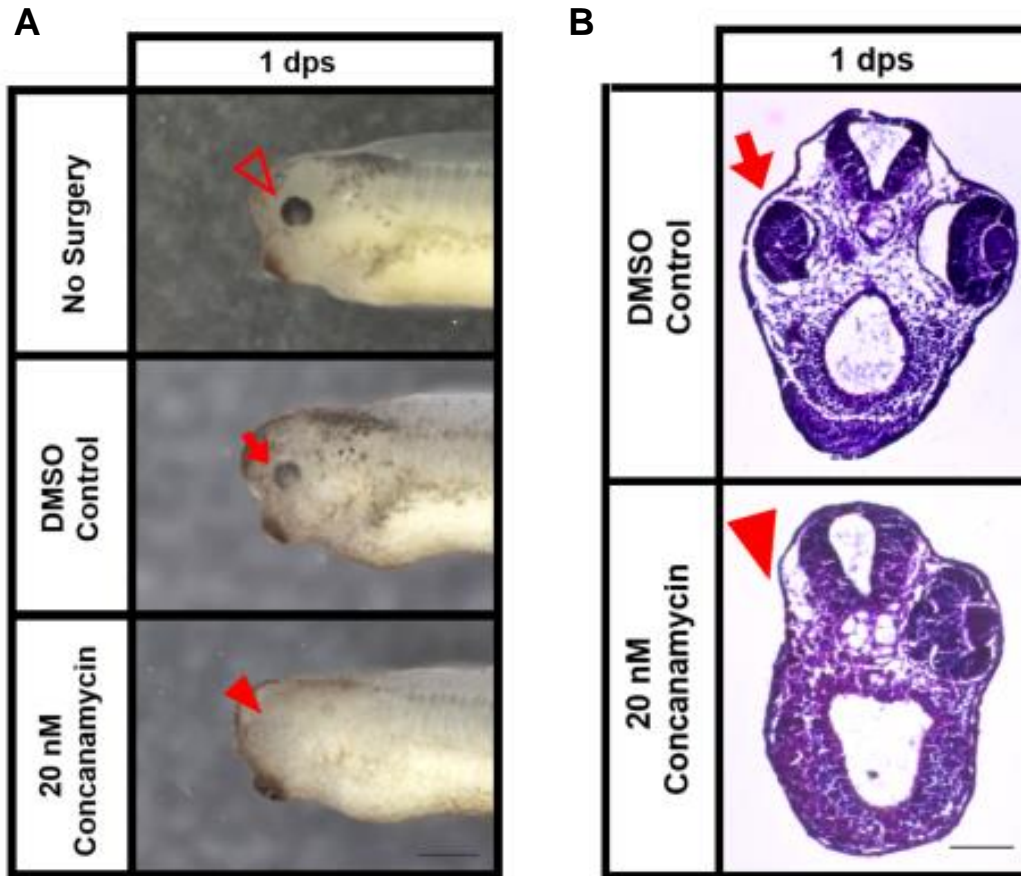 A
1 dps
No Surgery
DMSO
Control
20 nM
Concanamycin
B
1 dps
DMSO
Control
20 nM
Concanamycin